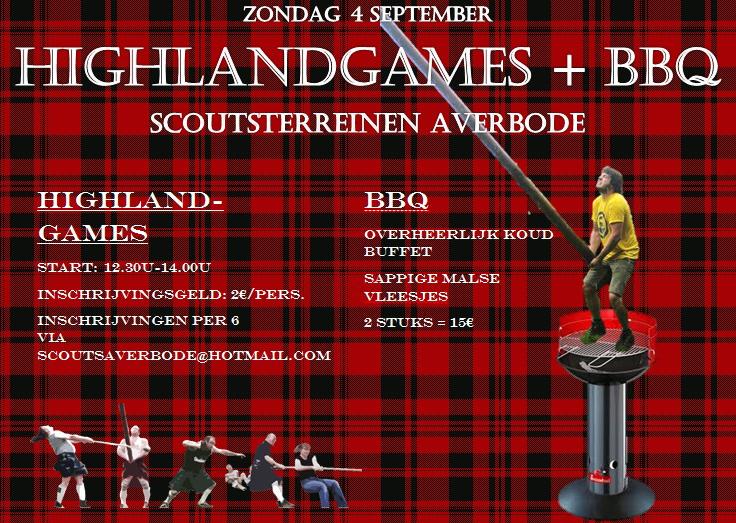 ZONDAG 4 SEPTEMBER
HIGHLANDGAMES + BBQ
SCOUTSTERREINEN AVERBODE
HIGHLAND-
GAMES
START: 12.30U-14.00U
INSCHRIJVINGSGELD: 2€/PERS.
INSCHRIJVINGEN PER 6
VIA
SCOUTSAVERBODE@HOTMAIL.COM
BBQ
OVERHEERLIJK KOUD
BUFFET
SAPPIGE MALSE
VLEESJES
2 STUKS = 15€